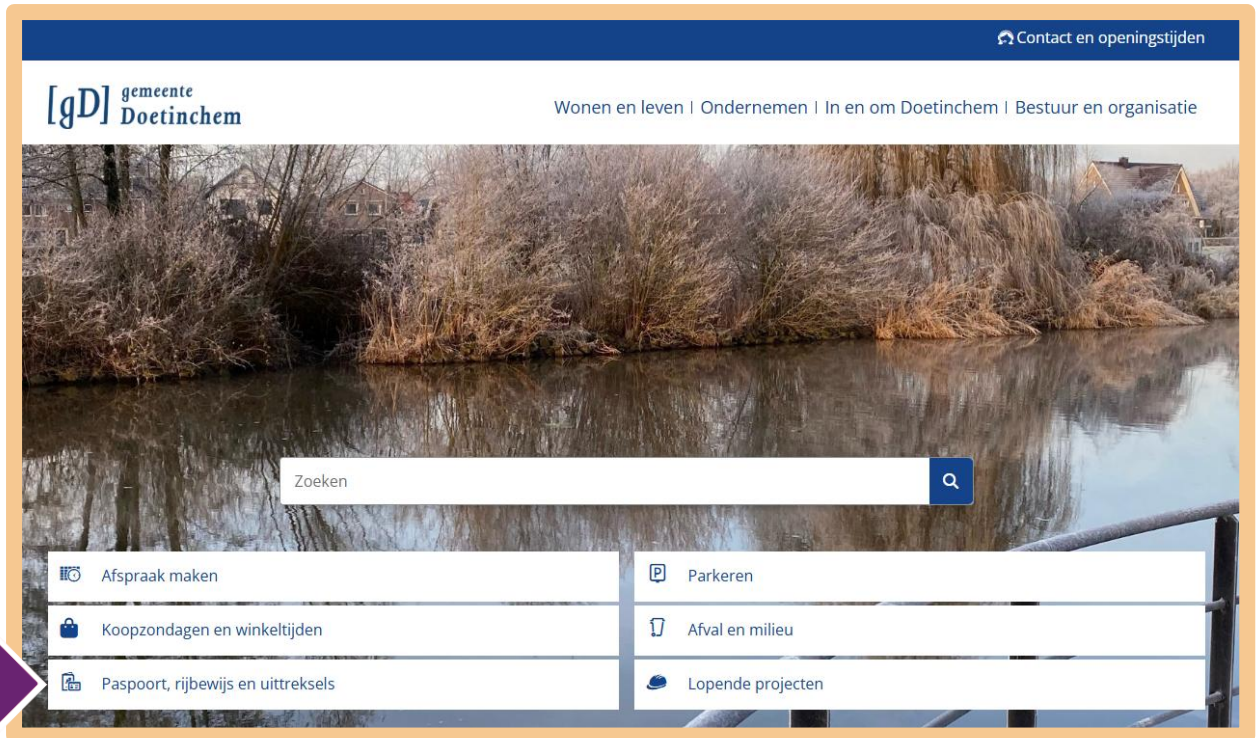 Contact en openingstijden
[gD] gemeente Doetinchem
Wonen en leven | Ondernemen | In en om Doetinchem | Bestuur en organisatie
Zoeken
Afspraak maken
Parkeren
Koopzondagen en winkeltijden
Afval en milieu
Paspoort, rijbewijs en uittreksels
Lopende projecten